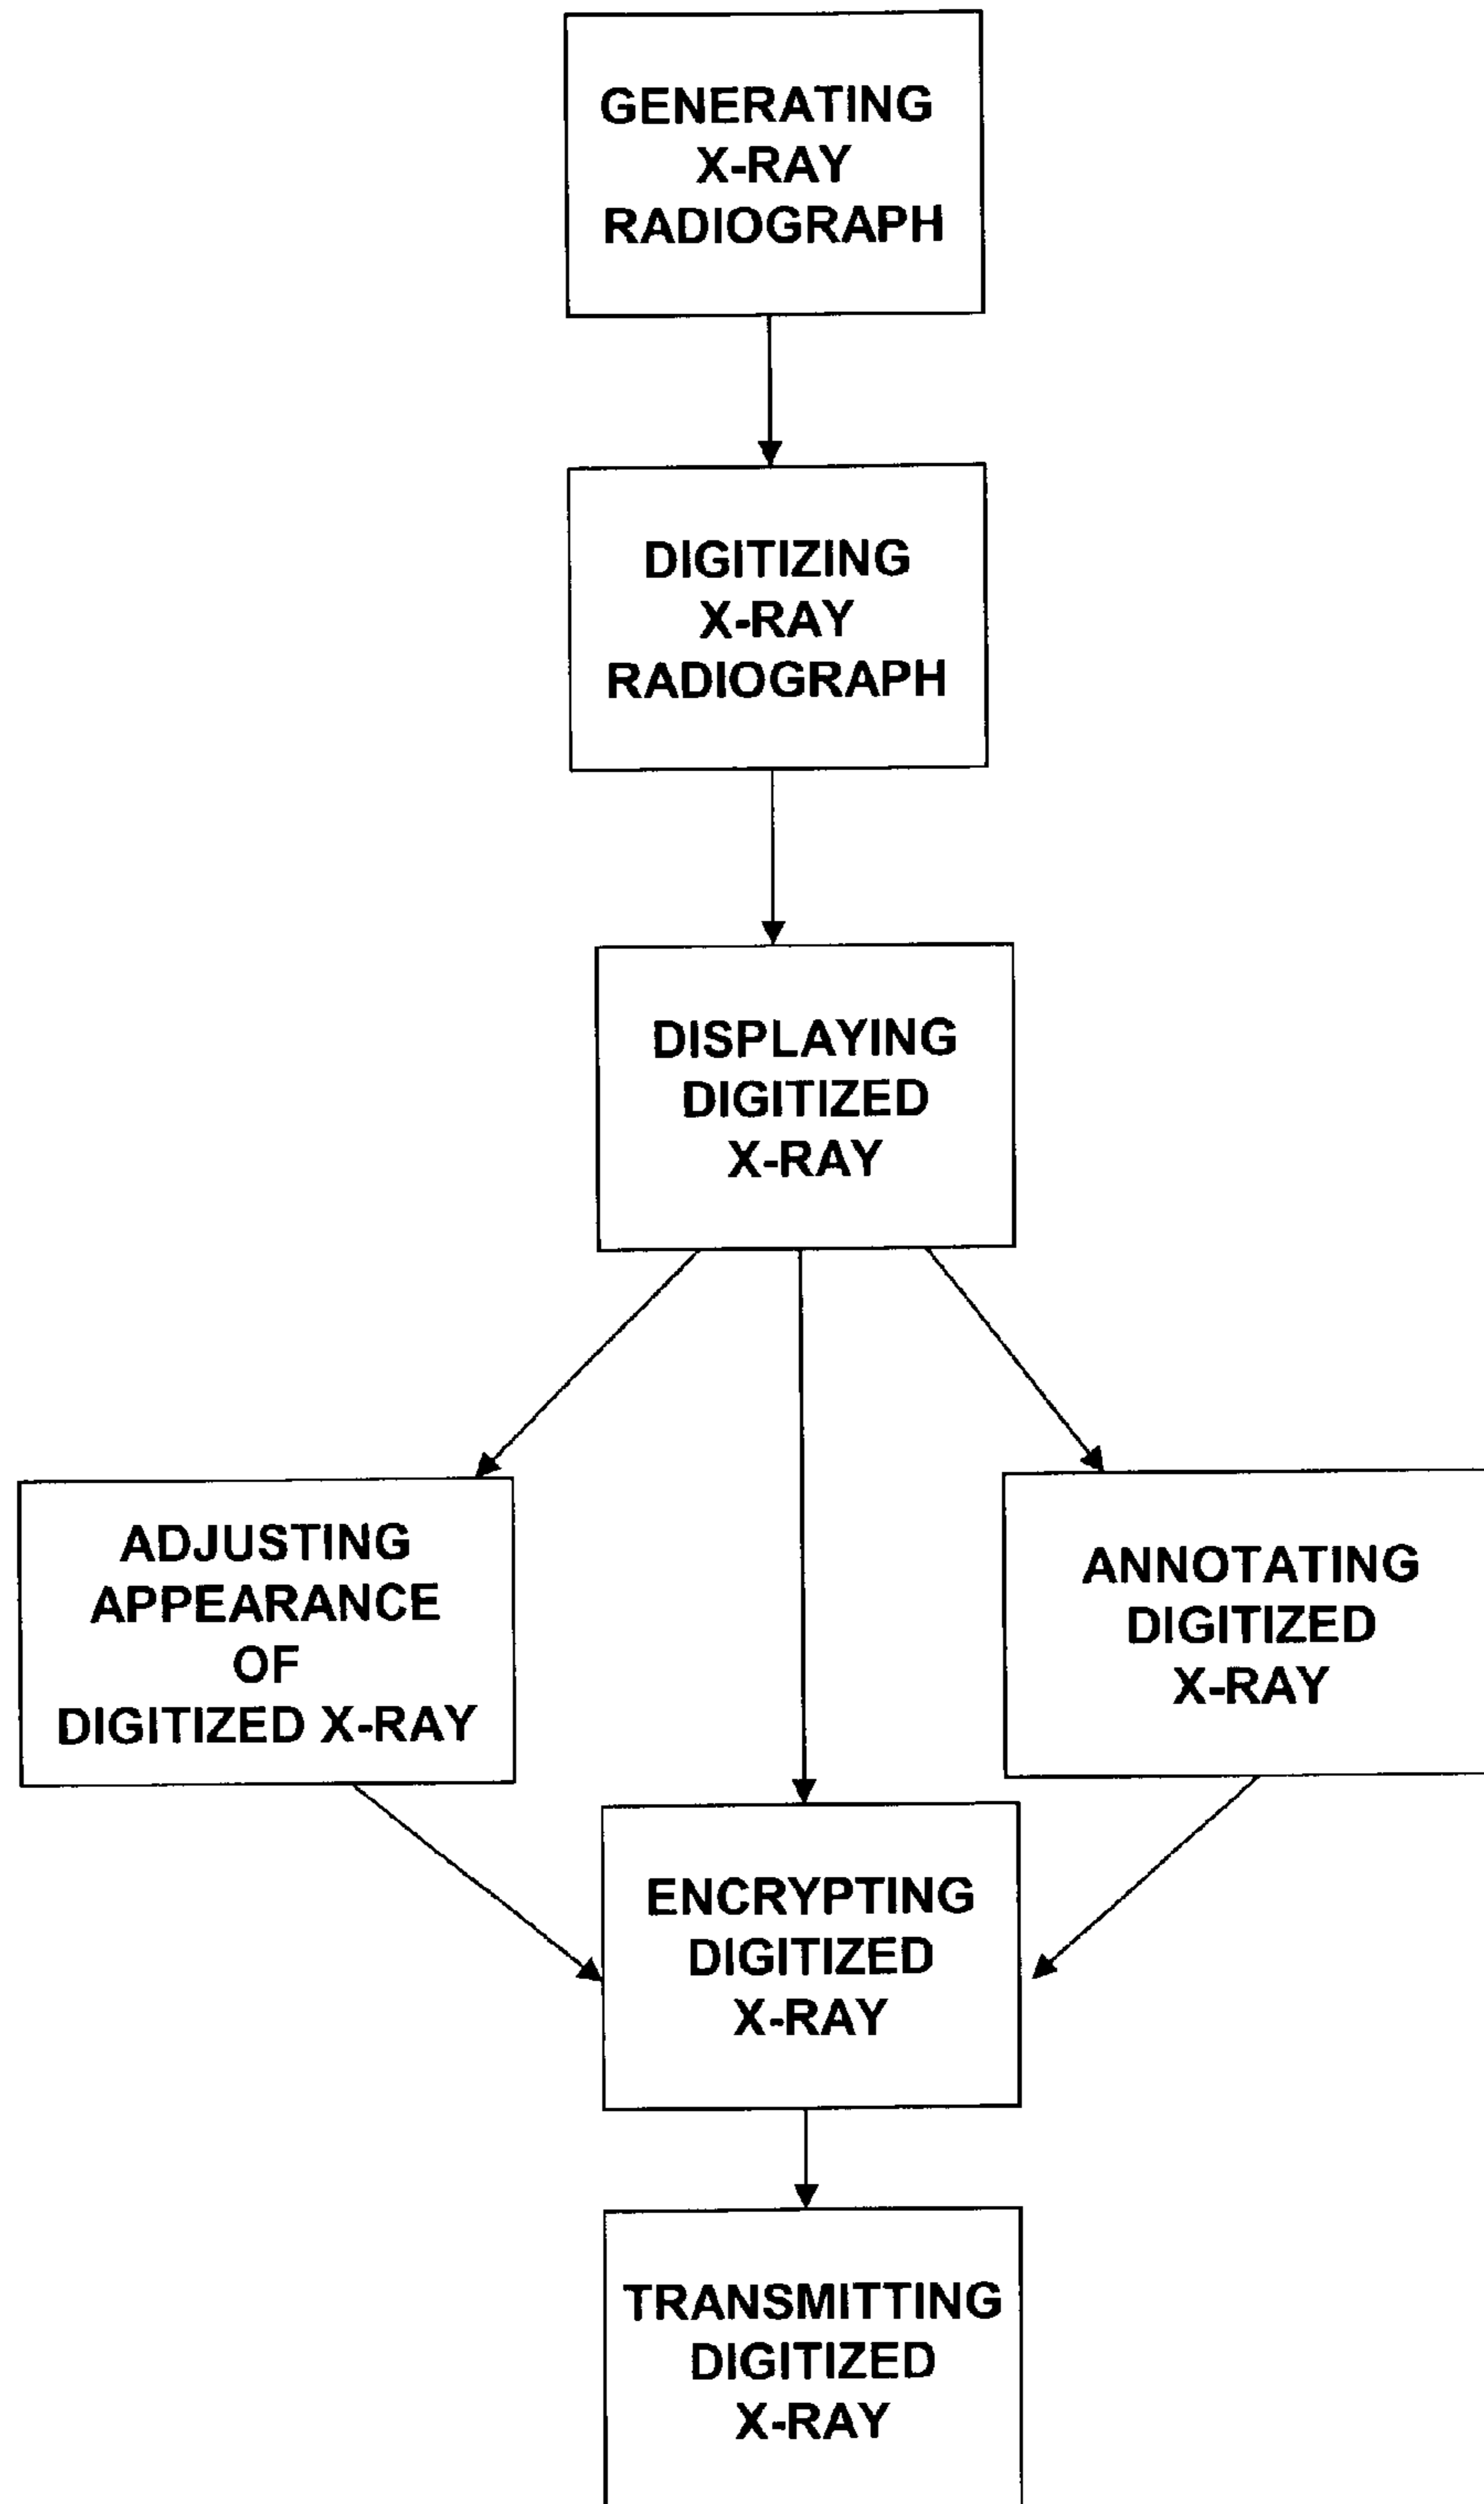 GENERATING
X-RAY
RADIOGRAPH
DIGITIZING
X-RAY
RADIOGRAPH
DISPLAYING
DIGITIZED
X-RAY
ADJUSTING
APPEARANCE
OF
DIGITIZED X-RAY
ANNOTATING
DIGITIZED
X-RAY
ENCRYPTING
DIGITIZED
X-RAY
TRANSMITTING
DIGITIZED
X-RAY